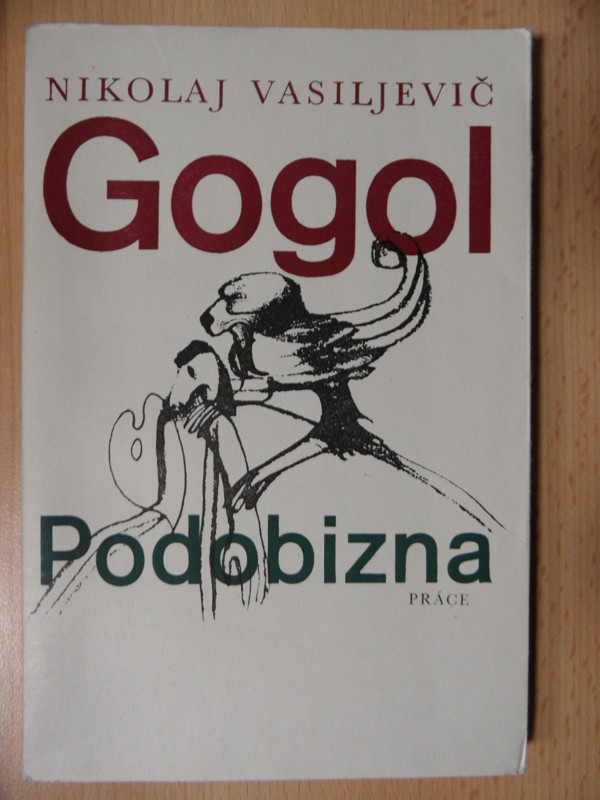 NIKOLAJ VASILJEVIČ
Gogol
Podobizna
PRÁCE